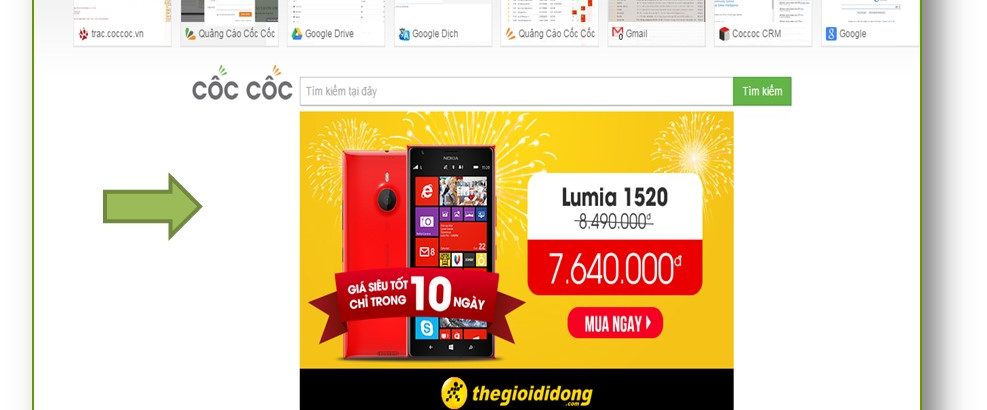 trac.coccoc.vn
Quảng Cáo Cốc Cốc
Google Drive
Google Dịch
Quảng Cáo Cốc Cốc
Gmail
Coccoc CRM
Google
CỐC CỐC
Tìm kiếm tại đây
Tìm kiếm
NOKIA
Lumia 1520
8.490.000đ
7.640.000đ
MUA NGAY
GIÁ SIÊU TỐT
CHỈ TRONG 10 NGÀY
thegioididong
.com